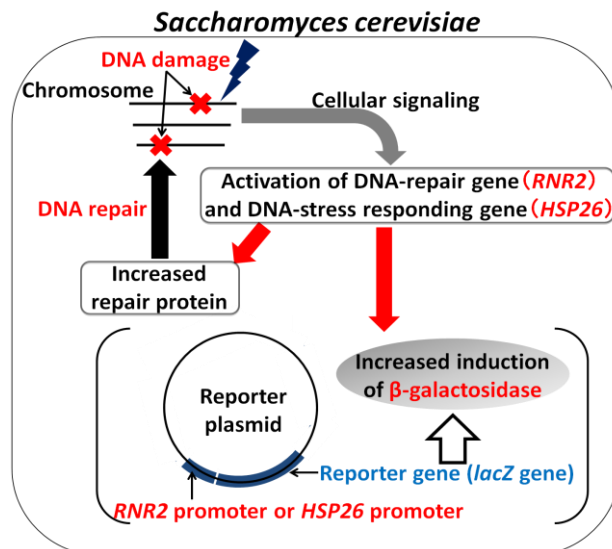 Saccharomyces cerevisiae
DNA damage
Chromosome
Cellular signaling
Activation of DNA-repair gene（RNR2）
and DNA-stress responding gene（HSP26）
DNA repair
Increased
repair protein
Reporter
plasmid
Increased induction
of β-galactosidase
Reporter gene (lacZ gene)
RNR2 promoter or HSP26 promoter